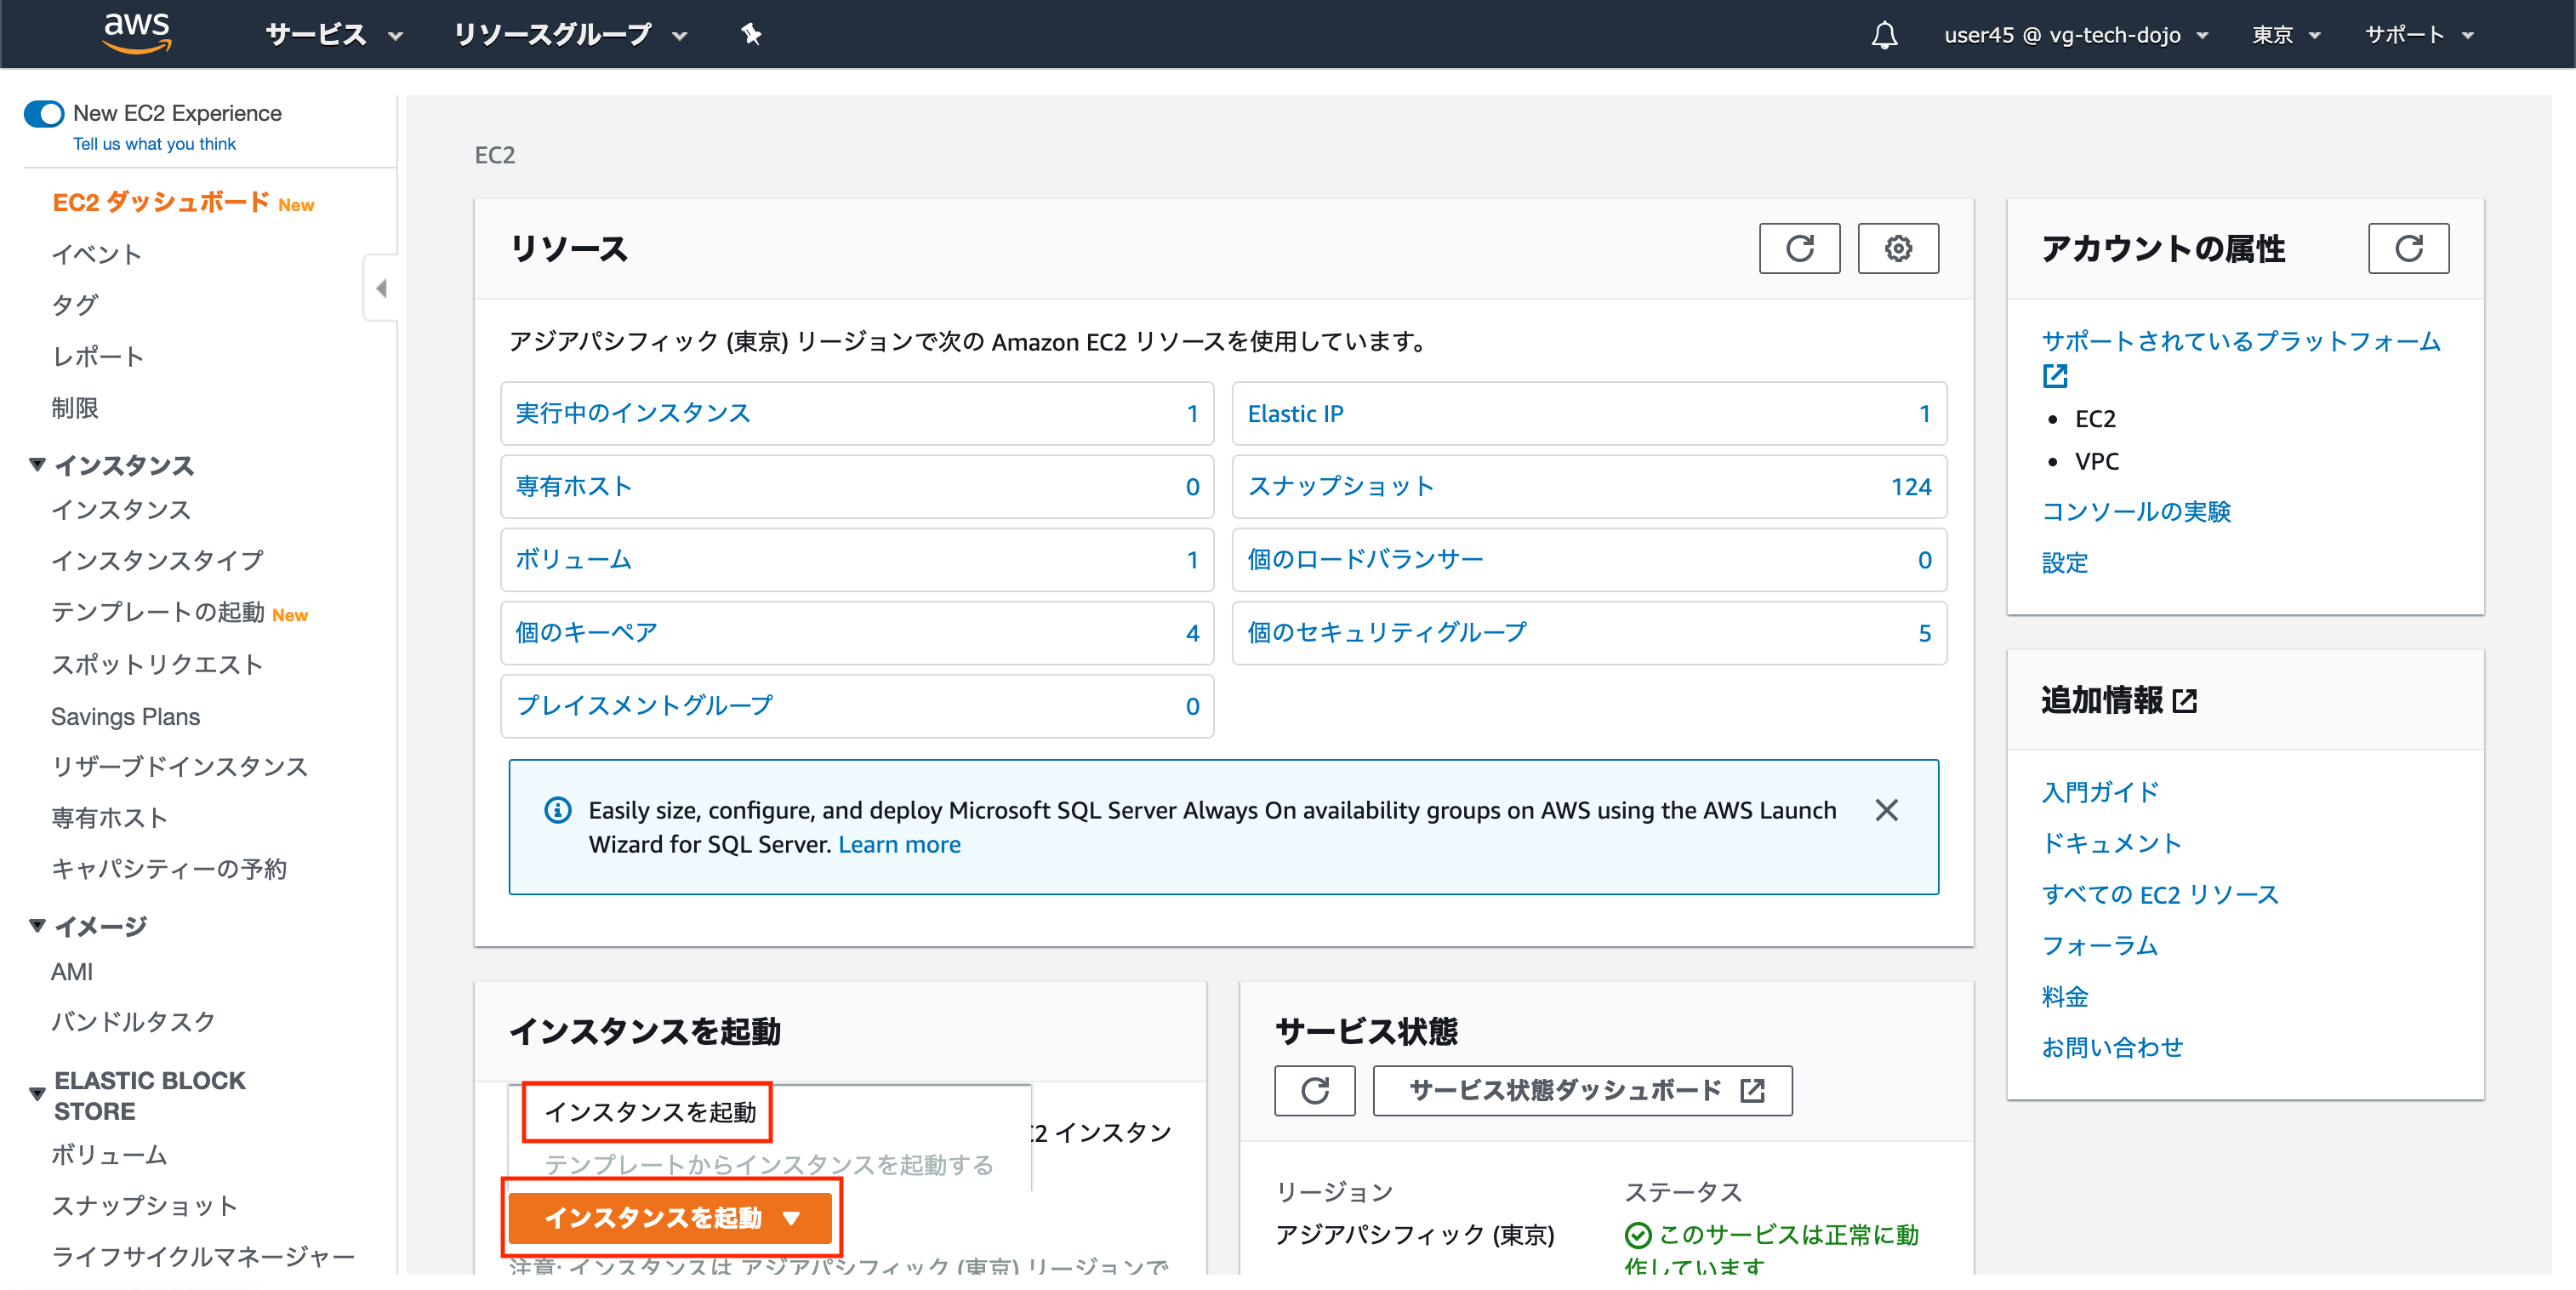 aws
サービス
リソースグループ
user45 @ vg-tech-dojo
東京
サポート
New EC2 Experience
Tell us what you think
EC2 ダッシュボード New
イベント
タグ
レポート
制限
インスタンス
インスタンス
インスタンスタイプ
テンプレートの起動 New
スポットリクエスト
Savings Plans
リザーブドインスタンス
専有ホスト
キャパシティーの予約
イメージ
AMI
バンドルタスク
ELASTIC BLOCK
STORE
ボリューム
スナップショット
ライフサイクルマネージャー
EC2
リソース
アジアパシフィック (東京) リージョンで次の Amazon EC2 リソースを使用しています。
実行中のインスタンス 1
Elastic IP 1
専有ホスト 0
スナップショット 124
ボリューム 1
個のロードバランサー 0
個のキーペア 4
個のセキュリティグループ 5
プレイスメントグループ 0
Easily size, configure, and deploy Microsoft SQL Server Always On availability groups on AWS using the AWS Launch
Wizard for SQL Server. Learn more
インスタンスを起動
インスタンスを起動
C2 インスタン
テンプレートからインスタンスを起動する
インスタンスを起動
注意: インスタンスは アジアパシフィック (東京) リージョンで
サービス状態
サービス状態ダッシュボード
リージョン
アジアパシフィック (東京)
ステータス
このサービスは正常に動
作しています
アカウントの属性
サポートされているプラットフォーム
EC2
VPC
コンソールの実験
設定
追加情報
入門ガイド
ドキュメント
すべての EC2 リソース
フォーラム
料金
お問い合わせ